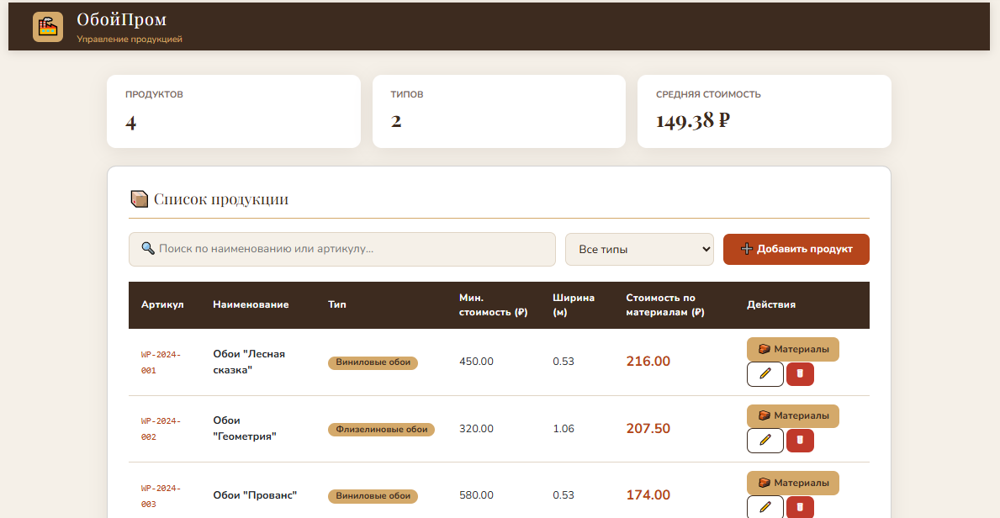 ОбойПром
Управление продукцией
ПРОДУКТОВ
4
ТИПОВ
2
СРЕДНЯЯ СТОИМОСТЬ
149.38 ₽
Список продукции
Поиск по наименованию или артикулу...
Все типы
Добавить продукт
Артикул
Наименование
Тип
Мин.
стоимость (₽)
Ширина
(м)
Стоимость по
материалам (₽)
Действия
WP-2024-
001
Обои "Лесная
сказка"
Виниловые обои
450.00
0.53
216.00
Материалы
WP-2024-
002
Обои
"Геометрия"
Флизелиновые обои
320.00
1.06
207.50
Материалы
WP-2024-
003
Обои "Прованс"
Виниловые обои
580.00
0.53
174.00
Материалы